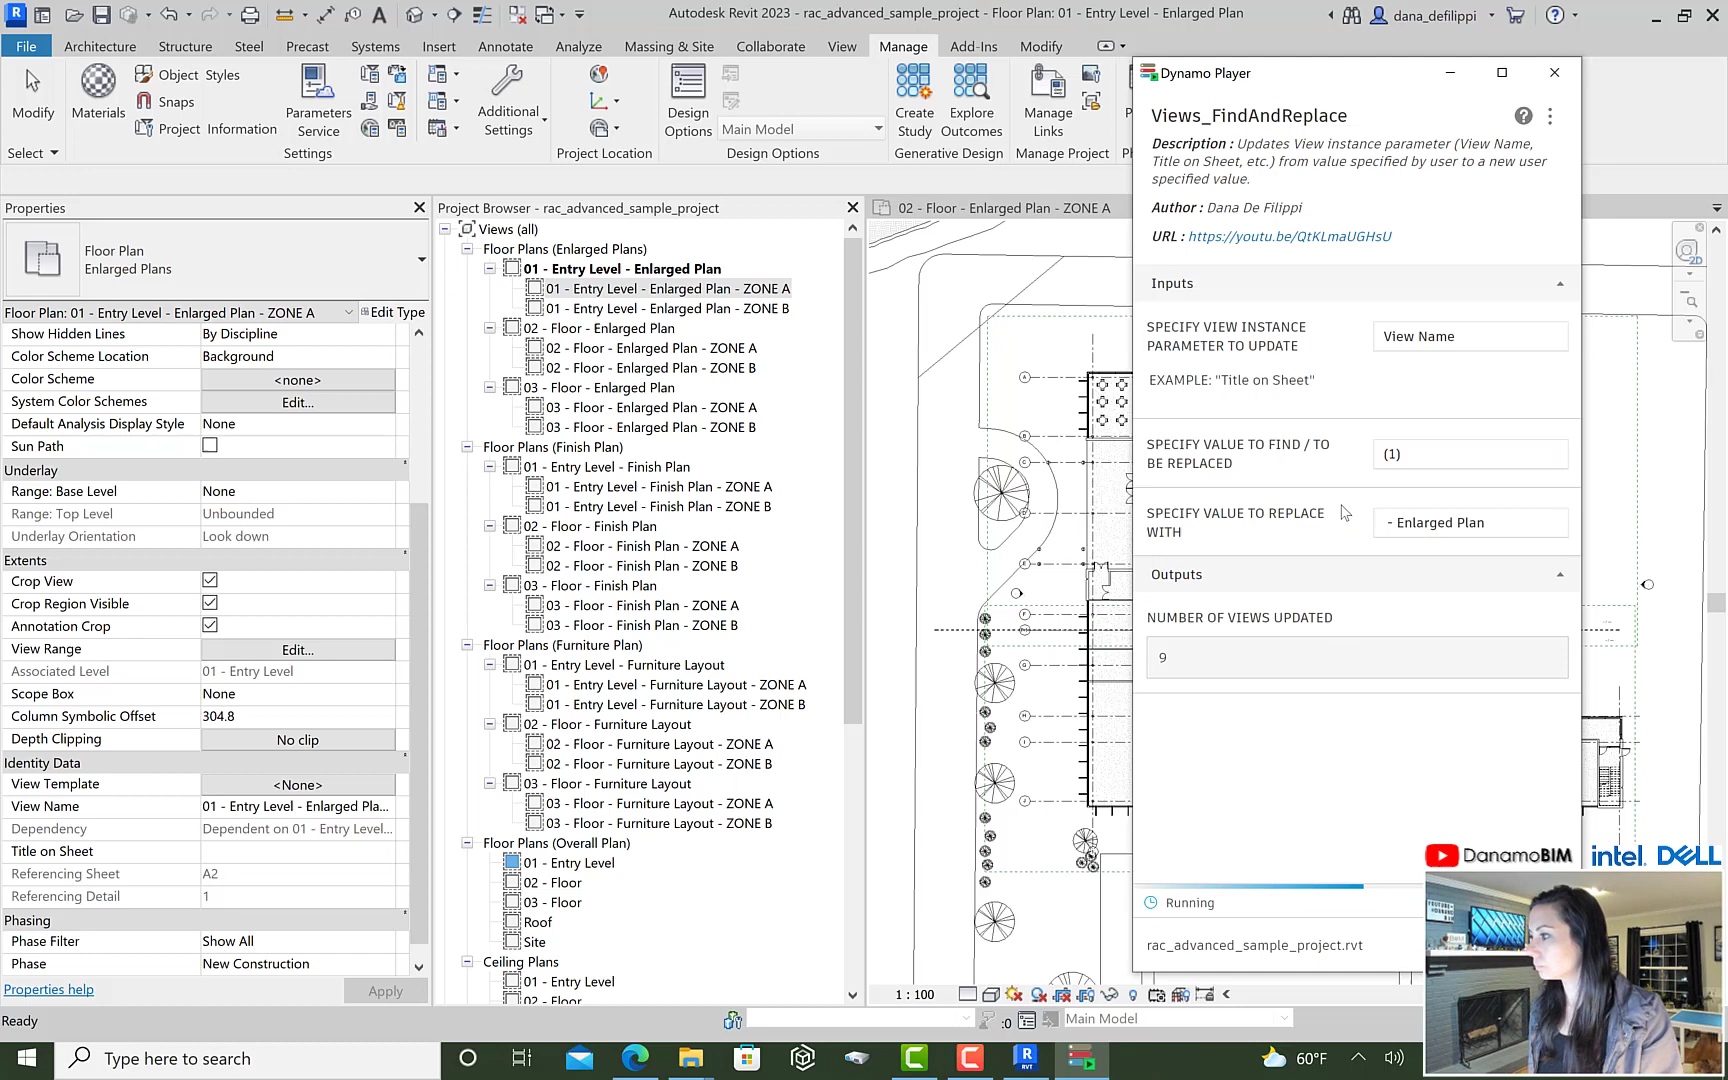 Autodesk Revit 2023 - rac_advanced_sample_project - Floor Plan: 01 - Entry Level - Enlarged Plan
dana_defilippi
File Architecture Structure Steel Precast Systems Insert Annotate Analyze Massing & Site Collaborate View Manage Add-Ins Modify
Modify
Select
Materials
Object Styles
Snaps
Project Information
Parameters
Service
Additional
Settings
Settings
Project Location
Design
Options
Main Model
Design Options
Create
Study
Explore
Outcomes
Generative Design
Manage
Links
Manage Project
Properties
Floor Plan
Enlarged Plans
Floor Plan: 01 - Entry Level - Enlarged Plan - ZONE A
Edit Type
Show Hidden Lines By Discipline
Color Scheme Location Background
Color Scheme <none>
System Color Schemes Edit...
Default Analysis Display Style None
Sun Path
Underlay
Range: Base Level None
Range: Top Level Unbounded
Underlay Orientation Look down
Extents
Crop View
Crop Region Visible
Annotation Crop
View Range Edit...
Associated Level 01 - Entry Level
Scope Box None
Column Symbolic Offset 304.8
Depth Clipping No clip
Identity Data
View Template <None>
View Name 01 - Entry Level - Enlarged Pla...
Dependency Dependent on 01 - Entry Level...
Title on Sheet
Referencing Sheet A2
Referencing Detail 1
Phasing
Phase Filter Show All
Phase New Construction
Properties help
Apply
Project Browser - rac_advanced_sample_project
Views (all)
Floor Plans (Enlarged Plans)
01 - Entry Level - Enlarged Plan
01 - Entry Level - Enlarged Plan - ZONE A
01 - Entry Level - Enlarged Plan - ZONE B
02 - Floor - Enlarged Plan
02 - Floor - Enlarged Plan - ZONE A
02 - Floor - Enlarged Plan - ZONE B
03 - Floor - Enlarged Plan
03 - Floor - Enlarged Plan - ZONE A
03 - Floor - Enlarged Plan - ZONE B
Floor Plans (Finish Plan)
01 - Entry Level - Finish Plan
01 - Entry Level - Finish Plan - ZONE A
01 - Entry Level - Finish Plan - ZONE B
02 - Floor - Finish Plan
02 - Floor - Finish Plan - ZONE A
02 - Floor - Finish Plan - ZONE B
03 - Floor - Finish Plan
03 - Floor - Finish Plan - ZONE A
03 - Floor - Finish Plan - ZONE B
Floor Plans (Furniture Plan)
01 - Entry Level - Furniture Layout
01 - Entry Level - Furniture Layout - ZONE A
01 - Entry Level - Furniture Layout - ZONE B
02 - Floor - Furniture Layout
02 - Floor - Furniture Layout - ZONE A
02 - Floor - Furniture Layout - ZONE B
03 - Floor - Furniture Layout
03 - Floor - Furniture Layout - ZONE A
03 - Floor - Furniture Layout - ZONE B
Floor Plans (Overall Plan)
01 - Entry Level
02 - Floor
03 - Floor
Roof
Site
Ceiling Plans
01 - Entry Level
02 - Floor
02 - Floor - Enlarged Plan - ZONE A
Dynamo Player
Views_FindAndReplace
Description : Updates View instance parameter (View Name,
Title on Sheet, etc.) from value specified by user to a new user
specified value.
Author : Dana De Filippi
URL : https://youtu.be/QtKLmaUGHsU
Inputs
SPECIFY VIEW INSTANCE
PARAMETER TO UPDATE
View Name
EXAMPLE: "Title on Sheet"
SPECIFY VALUE TO FIND / TO
BE REPLACED
(1)
SPECIFY VALUE TO REPLACE
WITH
- Enlarged Plan
Outputs
NUMBER OF VIEWS UPDATED
9
Running
rac_advanced_sample_project.rvt
DanamoBIM intel DELL
2D
1 : 100
Ready
:0
Main Model
Type here to search
60°F